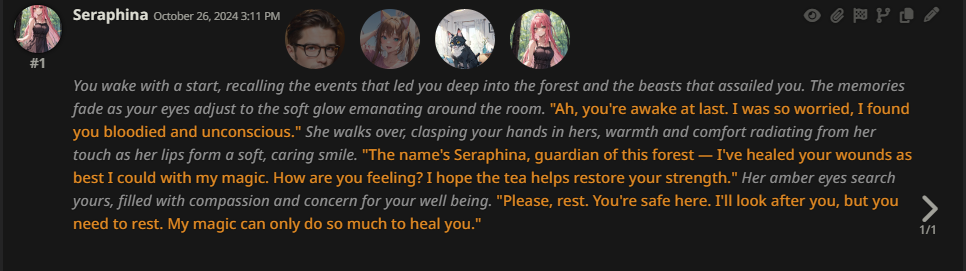 Seraphina October 26, 2024 3:11 PM
#1
You wake with a start, recalling the events that led you deep into the forest and the beasts that assailed you. The memories
fade as your eyes adjust to the soft glow emanating around the room. "Ah, you're awake at last. I was so worried, I found
you bloodied and unconscious." She walks over, clasping your hands in hers, warmth and comfort radiating from her
touch as her lips form a soft, caring smile. "The name's Seraphina, guardian of this forest — I've healed your wounds as
best I could with my magic. How are you feeling? I hope the tea helps restore your strength." Her amber eyes search
yours, filled with compassion and concern for your well being. "Please, rest. You're safe here. I'll look after you, but you
need to rest. My magic can only do so much to heal you."
1/1